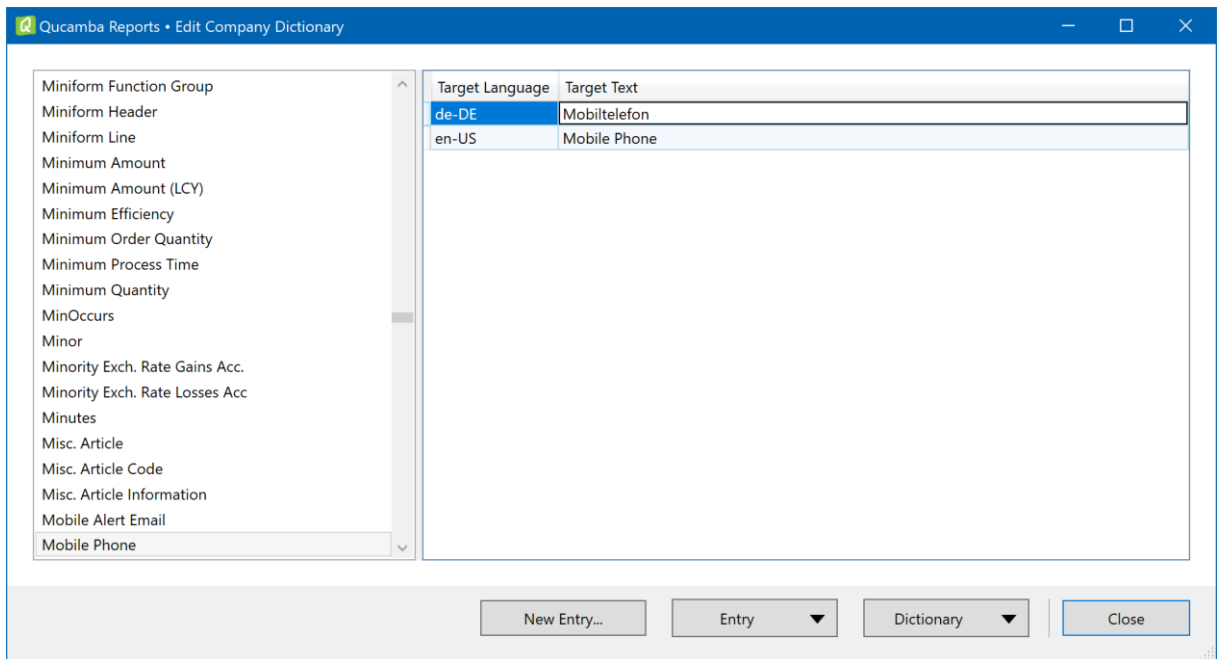 Qucamba Reports • Edit Company Dictionary
Miniform Function Group
Miniform Header
Miniform Line
Minimum Amount
Minimum Amount (LCY)
Minimum Efficiency
Minimum Order Quantity
Minimum Process Time
Minimum Quantity
MinOccurs
Minor
Minority Exch. Rate Gains Acc.
Minority Exch. Rate Losses Acc
Minutes
Misc. Article
Misc. Article Code
Misc. Article Information
Mobile Alert Email
Mobile Phone
Target Language Target Text
de-DE Mobiltelefon
en-US Mobile Phone
New Entry... Entry Dictionary Close